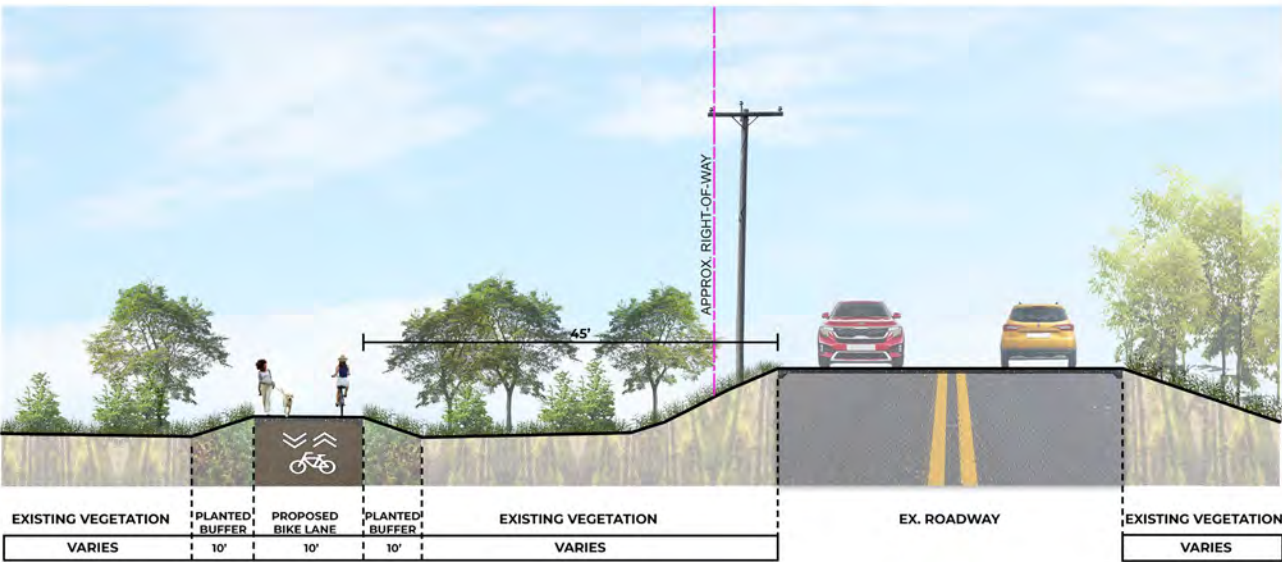 APPROX. RIGHT-OF-WAY
45'
EXISTING VEGETATION
VARIES
PLANTED
BUFFER
10'
PROPOSED
BIKE LANE
10'
PLANTED
BUFFER
10'
EXISTING VEGETATION
VARIES
EX. ROADWAY
EXISTING VEGETATION
VARIES